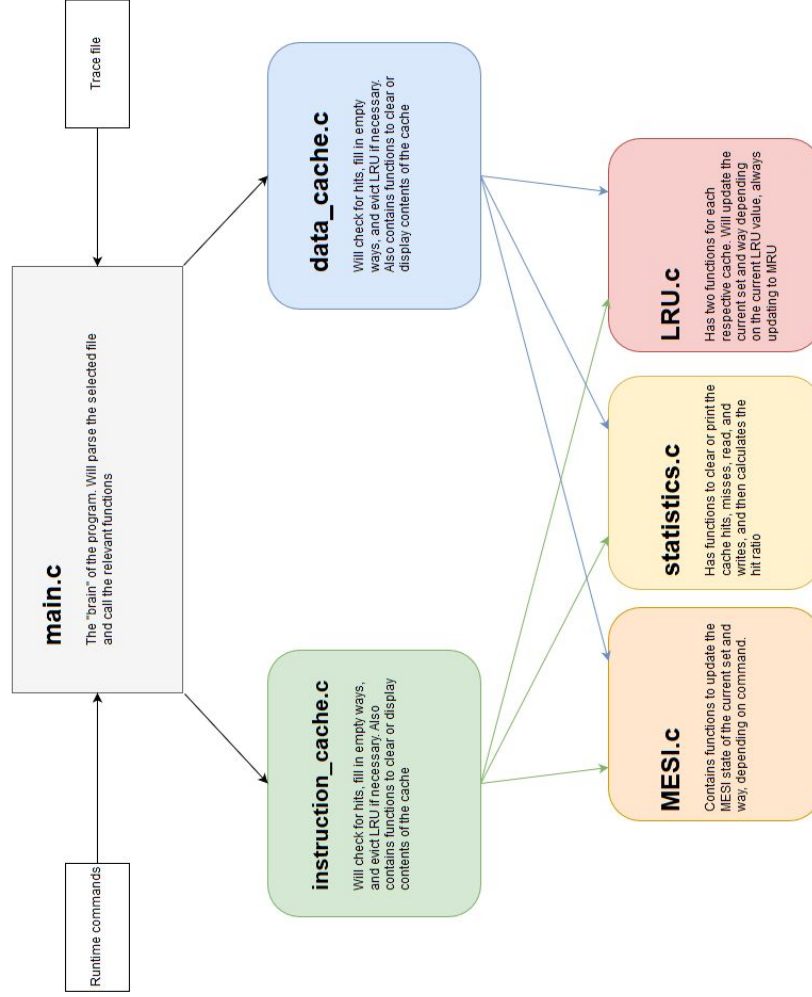 Runtime commands
main.c
The "brain" of the program. Will parse the selected file
and call the relevant functions
Trace file
instruction_cache.c
Will check for hits, fill in empty ways,
and evict LRU if necessary. Also
contains functions to clear or display
contents of the cache
data_cache.c
Will check for hits, fill in empty
ways, and evict LRU if necessary.
Also contains functions to clear or
display contents of the cache
MESI.c
Contains functions to update the
MESI state of the current set and
way, depending on command.
statistics.c
Has functions to clear or print the
cache hits, misses, read, and
writes, and then calculates the
hit ratio
LRU.c
Has two functions for each
respective cache. Will update the
current set and way depending
on the current LRU value, always
updating to MRU